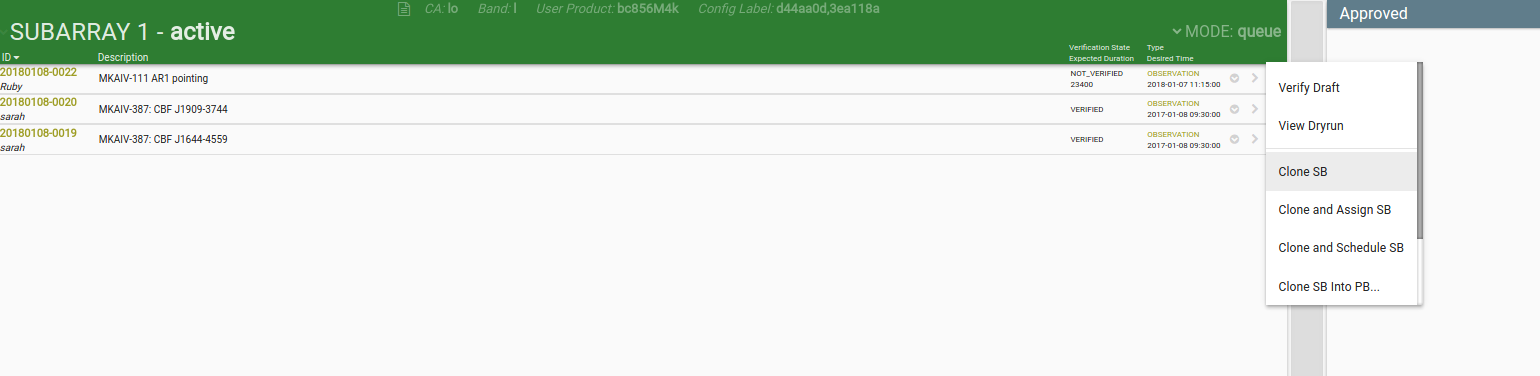 CA: lo Band: l User Product: bc856M4k Config Label: d44aa0d,3ea118a
Approved
SUBARRAY 1 - active
MODE: queue
ID Description Verification State Type
Expected Duration Desired Time
20180108-0022 MKAIV-111 AR1 pointing NOT_VERIFIED OBSERVATION
Ruby 23400 2018-01-07 11:15:00
20180108-0020 MKAIV-387: CBF J1909-3744 VERIFIED OBSERVATION
sarah 2017-01-08 09:30:00
20180108-0019 MKAIV-387: CBF J1644-4559 VERIFIED OBSERVATION
sarah 2017-01-08 09:30:00
Verify Draft
View Dryrun
Clone SB
Clone and Assign SB
Clone and Schedule SB
Clone SB Into PB...